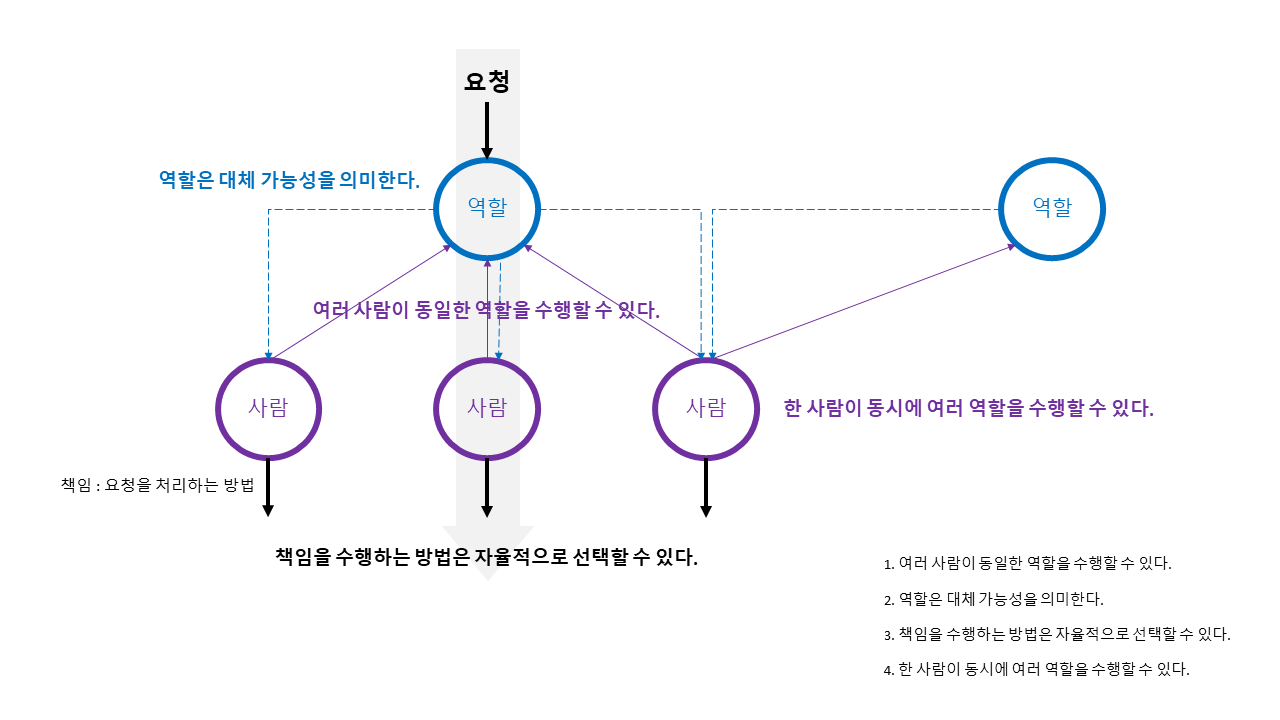 요청
역할은 대체 가능성을 의미한다.
역할
역할
여러 사람이 동일한 역할을 수행할 수 있다.
사람
사람
사람
한 사람이 동시에 여러 역할을 수행할 수 있다.
책임 : 요청을 처리하는 방법
책임을 수행하는 방법은 자율적으로 선택할 수 있다.
1. 여러 사람이 동일한 역할을 수행할 수 있다.
2. 역할은 대체 가능성을 의미한다.
3. 책임을 수행하는 방법은 자율적으로 선택할 수 있다.
4. 한 사람이 동시에 여러 역할을 수행할 수 있다.